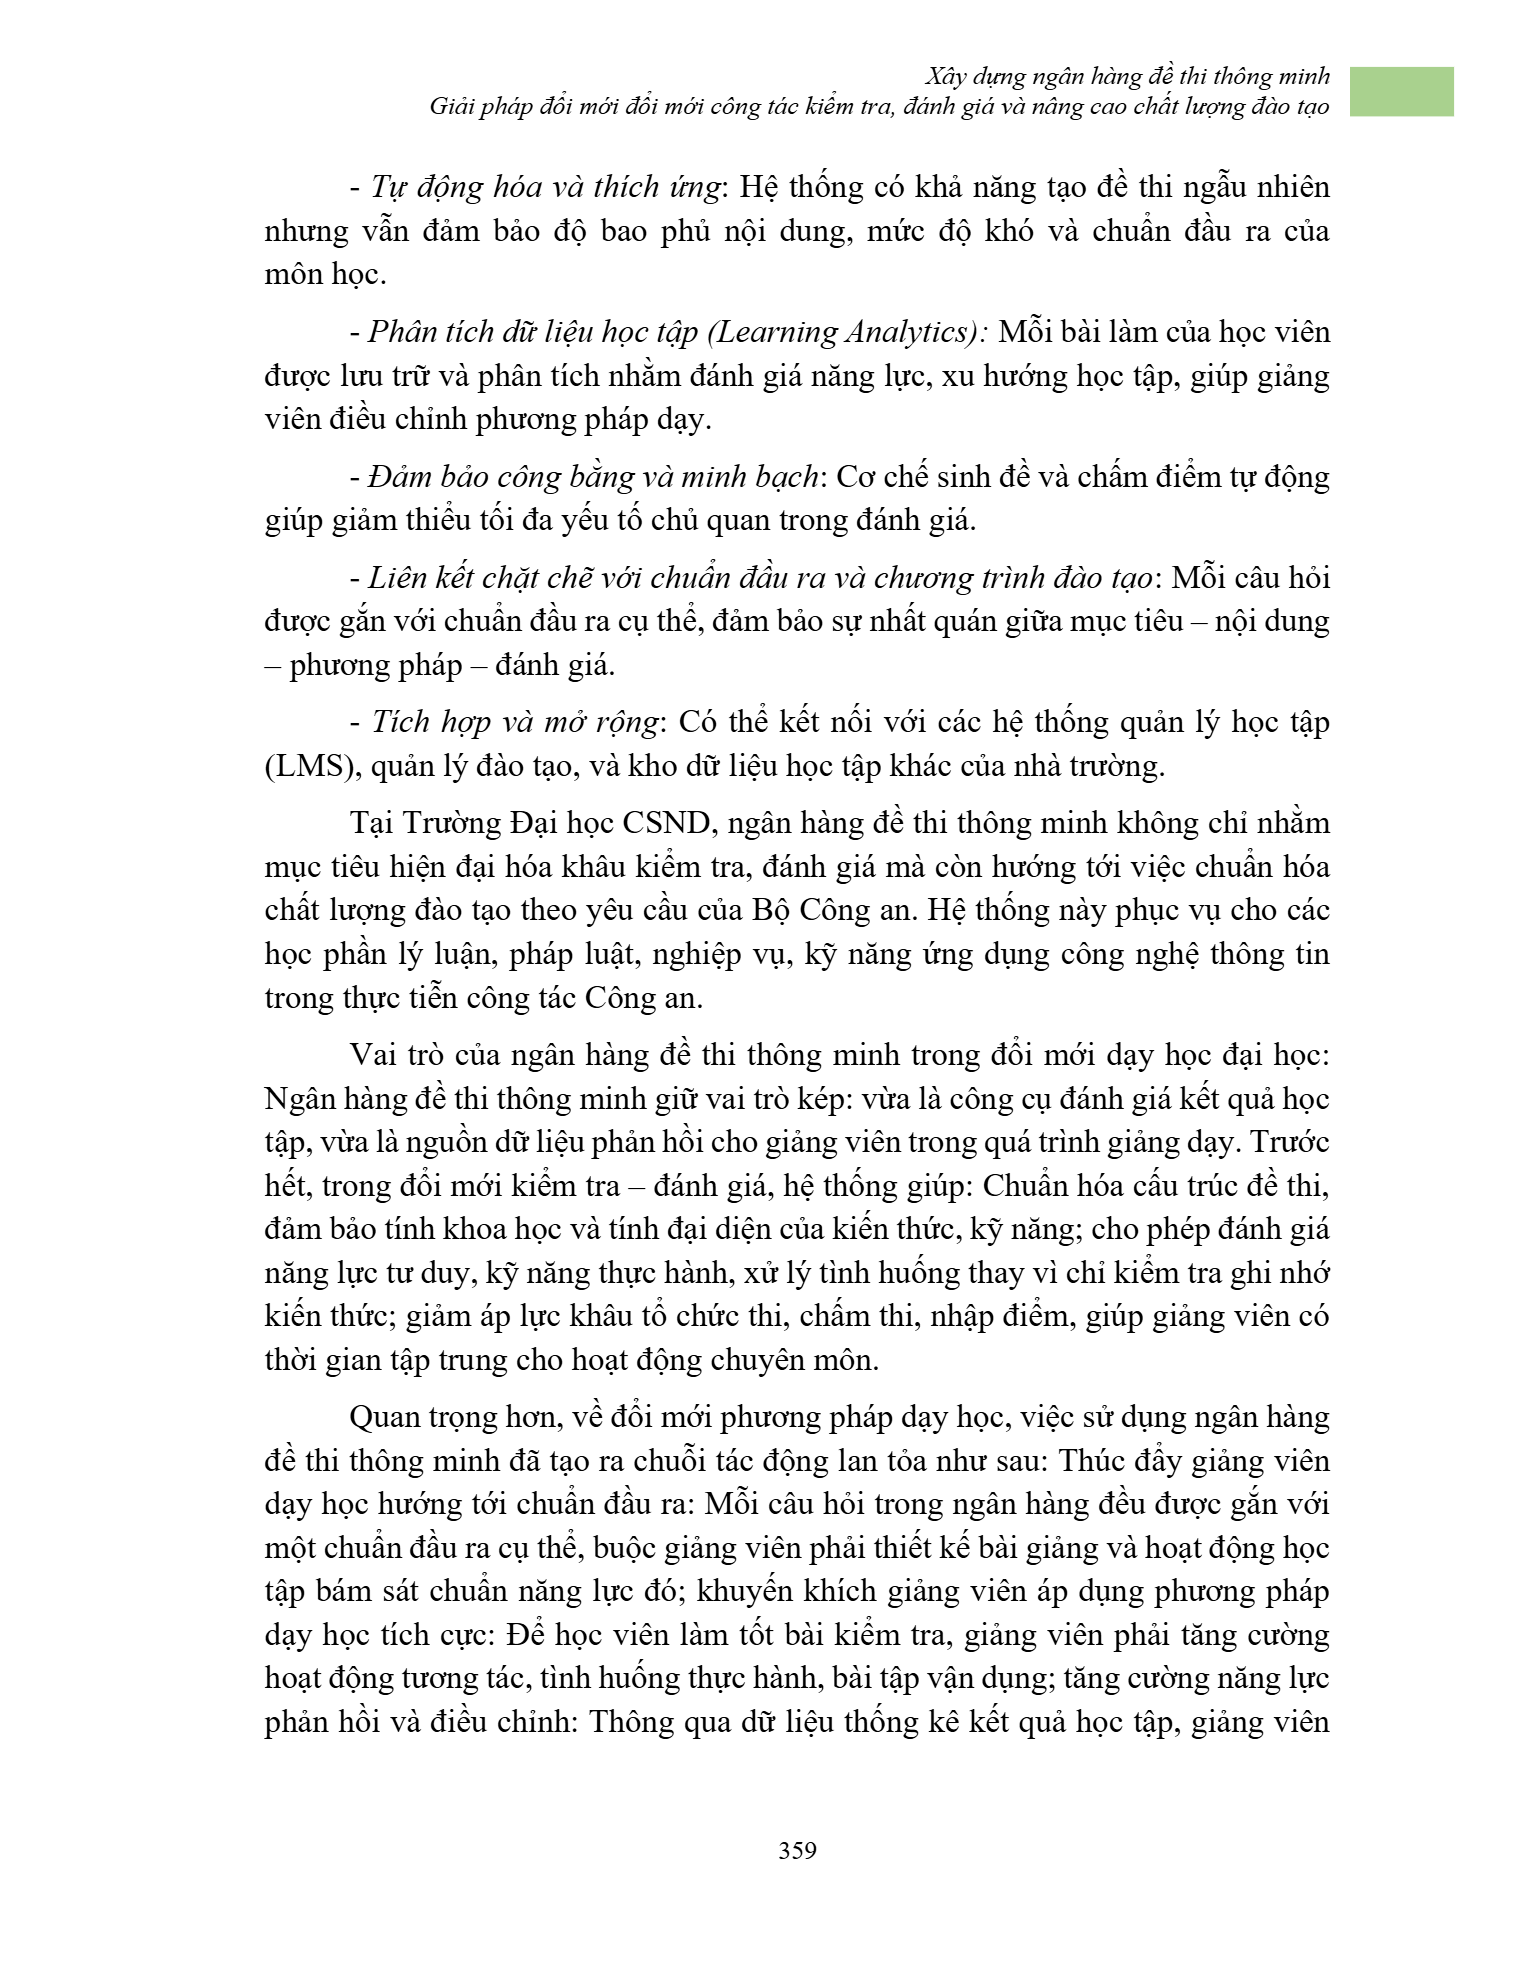 Xây dựng ngân hàng đề thi thông minh
Giải pháp đổi mới đổi mới công tác kiểm tra, đánh giá và nâng cao chất lượng đào tạo
- Tự động hóa và thích ứng: Hệ thống có khả năng tạo đề thi ngẫu nhiên
nhưng vẫn đảm bảo độ bao phủ nội dung, mức độ khó và chuẩn đầu ra của
môn học.
- Phân tích dữ liệu học tập (Learning Analytics): Mỗi bài làm của học viên
được lưu trữ và phân tích nhằm đánh giá năng lực, xu hướng học tập, giúp giảng
viên điều chỉnh phương pháp dạy.
- Đảm bảo công bằng và minh bạch: Cơ chế sinh đề và chấm điểm tự động
giúp giảm thiểu tối đa yếu tố chủ quan trong đánh giá.
- Liên kết chặt chẽ với chuẩn đầu ra và chương trình đào tạo: Mỗi câu hỏi
được gắn với chuẩn đầu ra cụ thể, đảm bảo sự nhất quán giữa mục tiêu – nội dung
– phương pháp – đánh giá.
- Tích hợp và mở rộng: Có thể kết nối với các hệ thống quản lý học tập
(LMS), quản lý đào tạo, và kho dữ liệu học tập khác của nhà trường.
Tại Trường Đại học CSND, ngân hàng đề thi thông minh không chỉ nhằm
mục tiêu hiện đại hóa khâu kiểm tra, đánh giá mà còn hướng tới việc chuẩn hóa
chất lượng đào tạo theo yêu cầu của Bộ Công an. Hệ thống này phục vụ cho các
học phần lý luận, pháp luật, nghiệp vụ, kỹ năng ứng dụng công nghệ thông tin
trong thực tiễn công tác Công an.
Vai trò của ngân hàng đề thi thông minh trong đổi mới dạy học đại học:
Ngân hàng đề thi thông minh giữ vai trò kép: vừa là công cụ đánh giá kết quả học
tập, vừa là nguồn dữ liệu phản hồi cho giảng viên trong quá trình giảng dạy. Trước
hết, trong đổi mới kiểm tra – đánh giá, hệ thống giúp: Chuẩn hóa cấu trúc đề thi,
đảm bảo tính khoa học và tính đại diện của kiến thức, kỹ năng; cho phép đánh giá
năng lực tư duy, kỹ năng thực hành, xử lý tình huống thay vì chỉ kiểm tra ghi nhớ
kiến thức; giảm áp lực khâu tổ chức thi, chấm thi, nhập điểm, giúp giảng viên có
thời gian tập trung cho hoạt động chuyên môn.
Quan trọng hơn, về đổi mới phương pháp dạy học, việc sử dụng ngân hàng
đề thi thông minh đã tạo ra chuỗi tác động lan tỏa như sau: Thúc đẩy giảng viên
dạy học hướng tới chuẩn đầu ra: Mỗi câu hỏi trong ngân hàng đều được gắn với
một chuẩn đầu ra cụ thể, buộc giảng viên phải thiết kế bài giảng và hoạt động học
tập bám sát chuẩn năng lực đó; khuyến khích giảng viên áp dụng phương pháp
dạy học tích cực: Để học viên làm tốt bài kiểm tra, giảng viên phải tăng cường
hoạt động tương tác, tình huống thực hành, bài tập vận dụng; tăng cường năng lực
phản hồi và điều chỉnh: Thông qua dữ liệu thống kê kết quả học tập, giảng viên
359